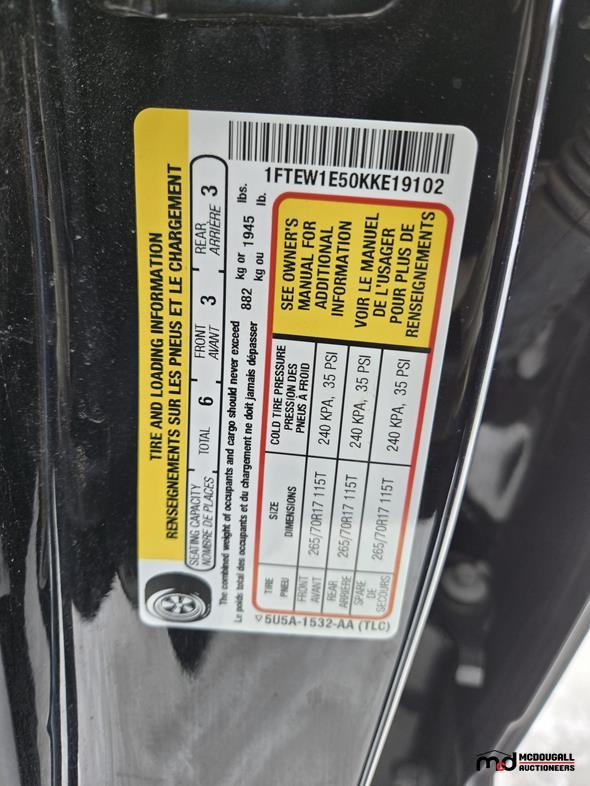 TIRE AND LOADING INFORMATION
RENSEIGNEMENTS SUR LES PNEUS ET LE CHARGEMENT
SEATING CAPACITY TOTAL 6 FRONT 3 REAR 3
NOMBRE DE PLACES AVANT ARRIÈRE
The combined weight of occupants and cargo should never exceed 882 kg or 1945 lbs.
Le poids total des occupants et du chargement ne doit jamais dépasser kg ou lb.
TIRE SIZE COLD TIRE PRESSURE
PNEU DIMENSIONS PRESSION DES PNEUS À FROID
FRONT AVANT 265/70R17 115T 240 KPA, 35 PSI
REAR ARRIÈRE 265/70R17 115T 240 KPA, 35 PSI
SPARE DE SECOURS 265/70R17 115T 240 KPA, 35 PSI
SEE OWNER'S
MANUAL FOR
ADDITIONAL
INFORMATION
VOIR LE MANUEL
DE L'USAGER
POUR PLUS DE
RENSEIGNEMENTS
1FTEW1E50KKE19102
5U5A-1532-AA (TLC)
md MCDOUGALL
AUCTIONEERS